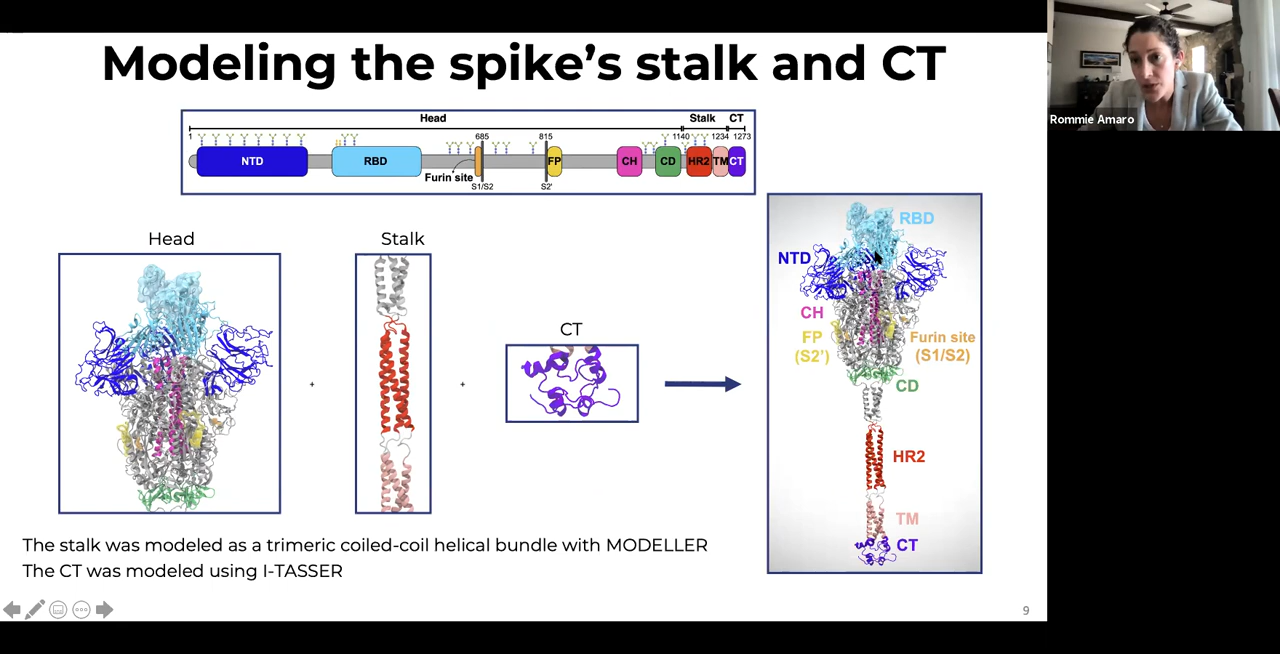 Modeling the spike’s stalk and CT
Rommie Amaro
Head Stalk CT
1 685 815 1140 1234 1273
NTD RBD FP CH CD HR2 TM CT
Furin site
S1/S2 S2'
Head
Stalk
CT
RBD
NTD
CH
FP
(S2’)
Furin site
(S1/S2)
CD
HR2
TM
CT
+
+
The stalk was modeled as a trimeric coiled-coil helical bundle with MODELLER
The CT was modeled using I-TASSER
9